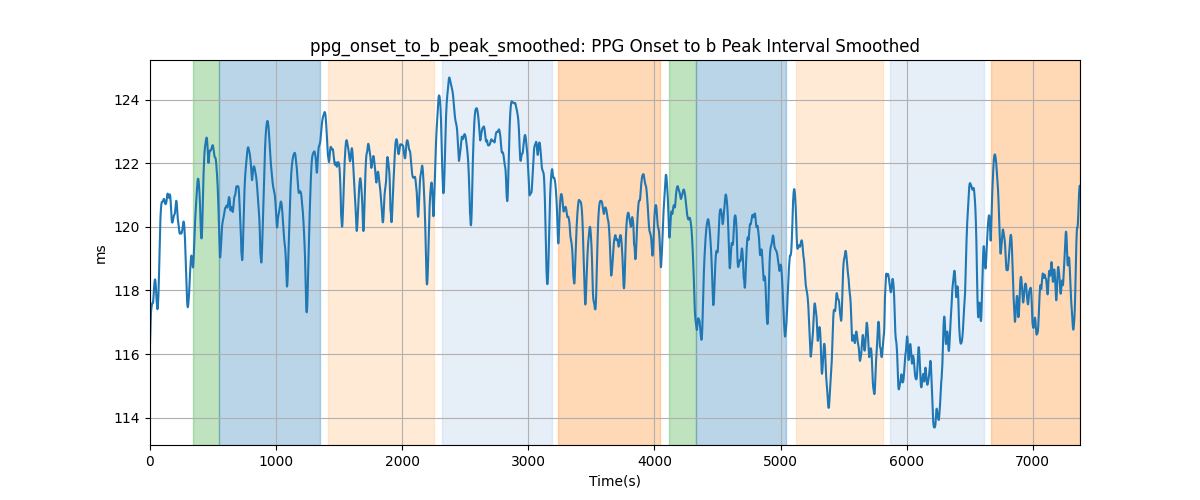 ppg_onset_to_b_peak_smoothed: PPG Onset to b Peak Interval Smoothed
124
122
120
118
116
114
ms
0 1000 2000 3000 4000 5000 6000 7000
Time(s)